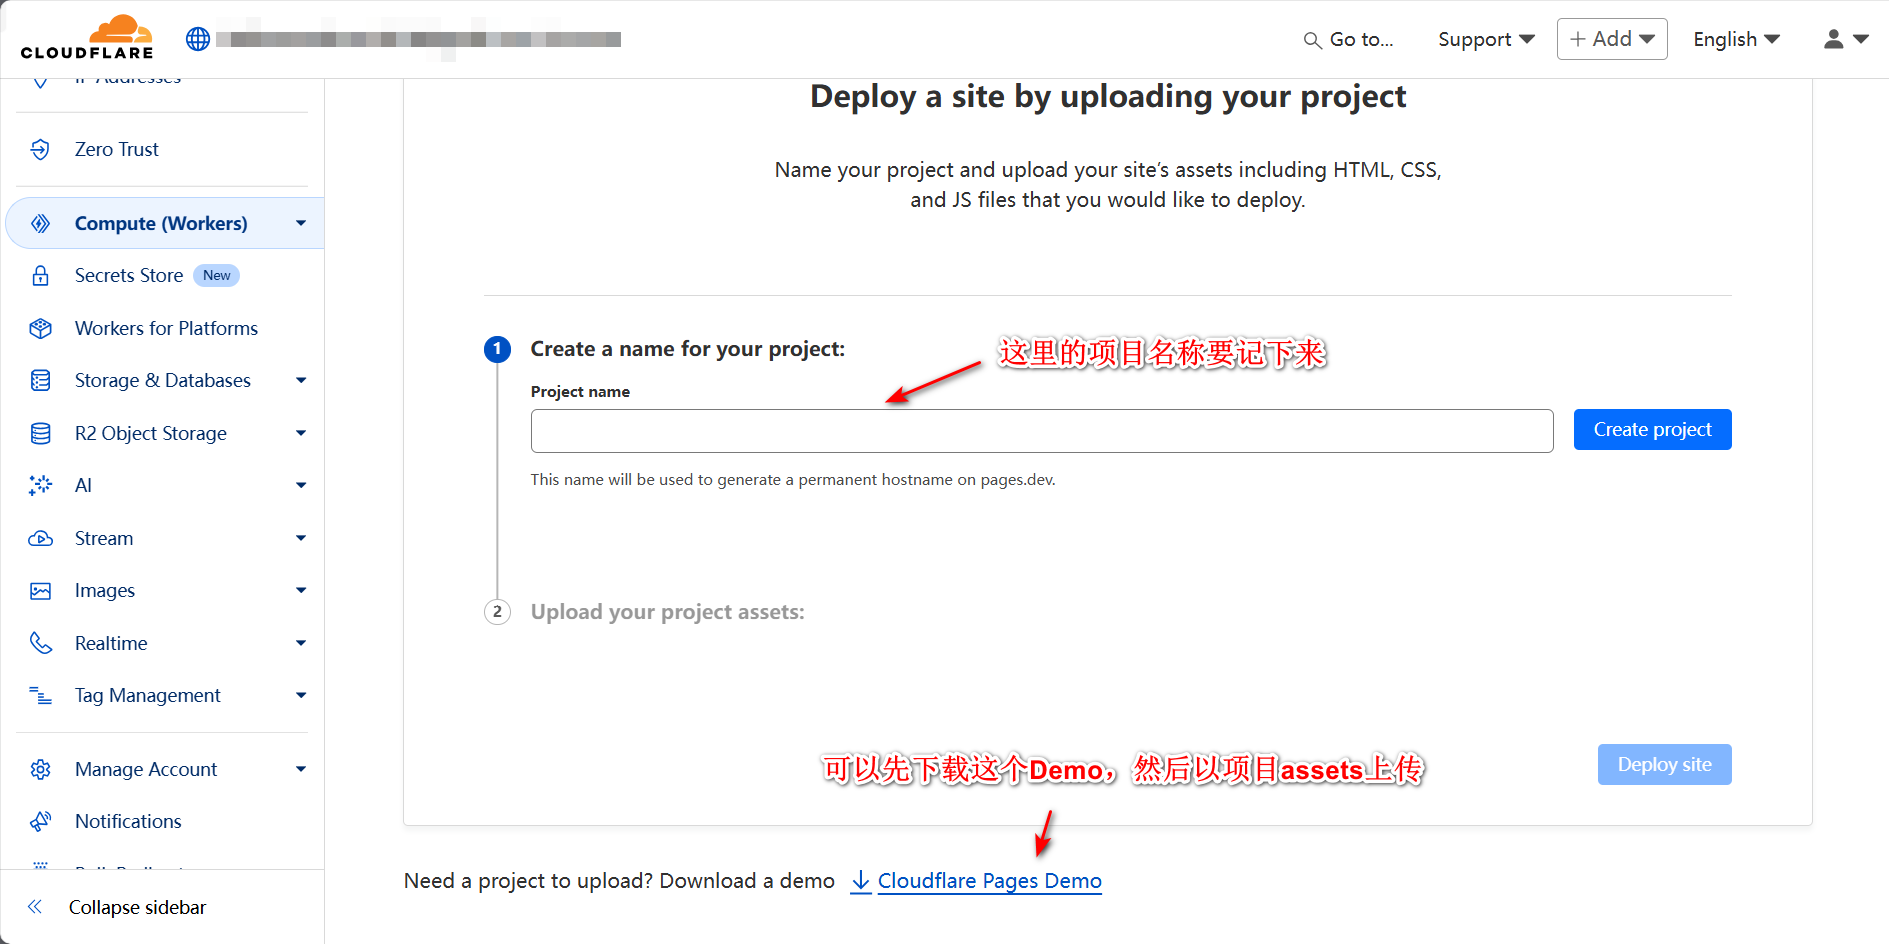 CLOUDFLARE
Go to...
Support
+ Add
English
IP Addresses
Zero Trust
Compute (Workers)
Secrets Store New
Workers for Platforms
Storage & Databases
R2 Object Storage
AI
Stream
Images
Realtime
Tag Management
Manage Account
Notifications
Collapse sidebar
Deploy a site by uploading your project
Name your project and upload your site’s assets including HTML, CSS,
and JS files that you would like to deploy.
1 Create a name for your project:
这里的项目名称要记下来
Project name
Create project
This name will be used to generate a permanent hostname on pages.dev.
2 Upload your project assets:
可以先下载这个Demo，然后以项目assets上传
Deploy site
Need a project to upload? Download a demo Cloudflare Pages Demo